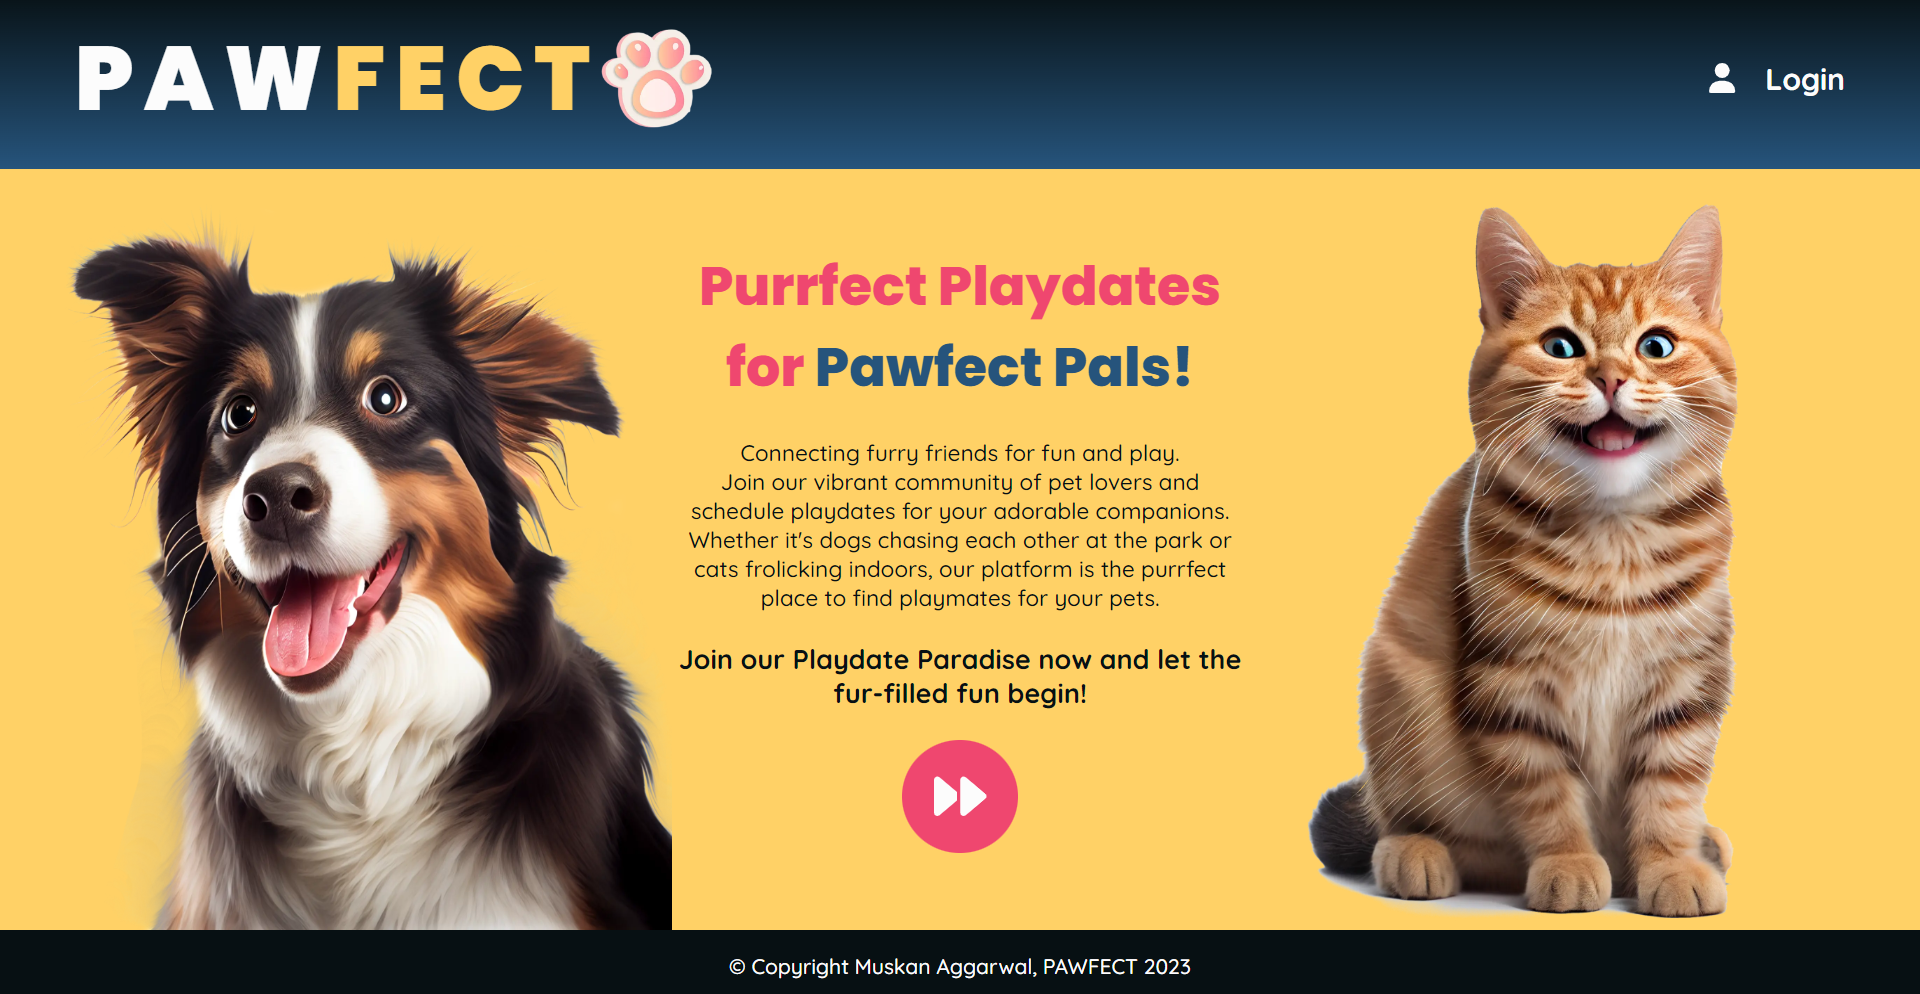 PAWFECT
Login
Purrfect Playdates
for Pawfect Pals!
Connecting furry friends for fun and play.
Join our vibrant community of pet lovers and
schedule playdates for your adorable companions.
Whether it's dogs chasing each other at the park or
cats frolicking indoors, our platform is the purrfect
place to find playmates for your pets.
Join our Playdate Paradise now and let the
fur-filled fun begin!
© Copyright Muskan Aggarwal, PAWFECT 2023